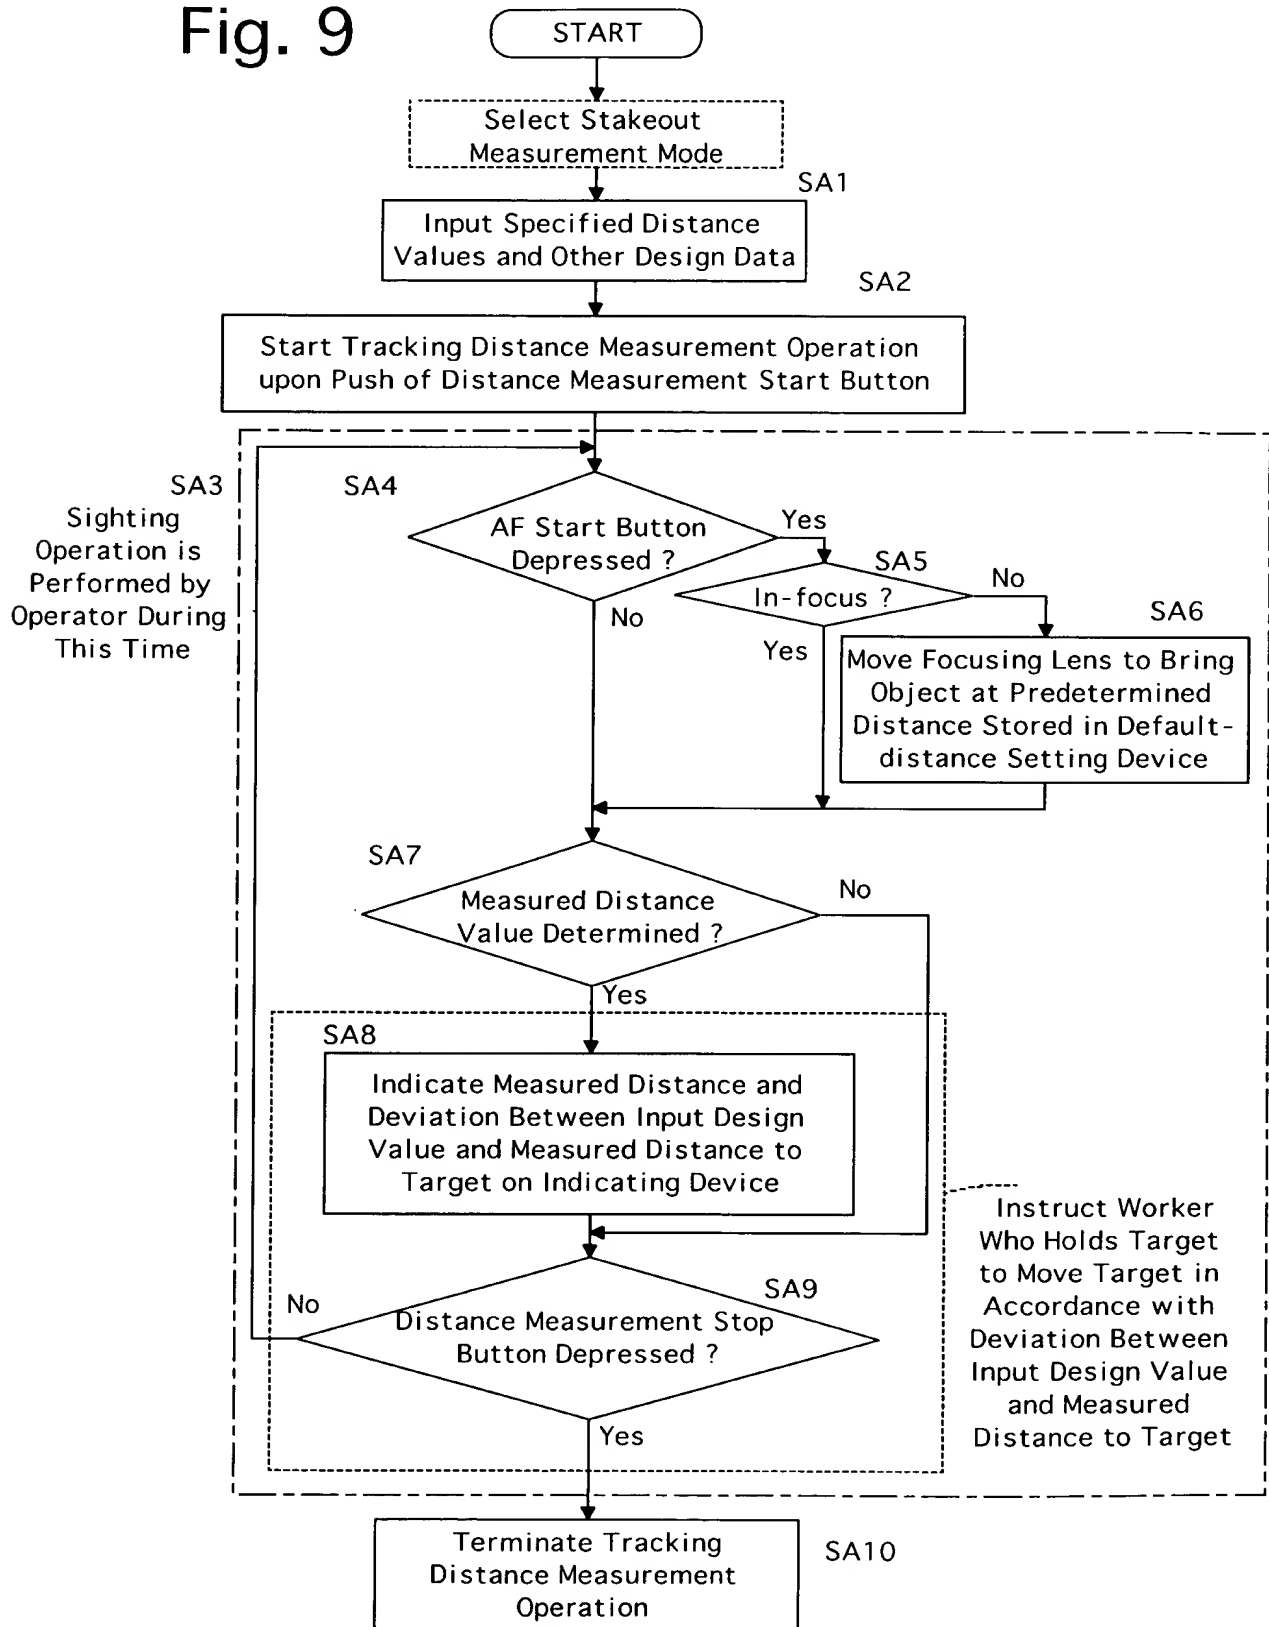 Fig. 9
START
Select Stakeout
Measurement Mode
SA1
Input Specified Distance
Values and Other Design Data
SA2
Start Tracking Distance Measurement Operation
upon Push of Distance Measurement Start Button
SA3
Sighting
Operation is
Performed by
Operator During
This Time
SA4
AF Start Button
Depressed ?
Yes
No
SA5
In-focus ?
No
Yes
SA6
Move Focusing Lens to Bring
Object at Predetermined
Distance Stored in Default-
distance Setting Device
SA7
Measured Distance
Value Determined ?
No
Yes
SA8
Indicate Measured Distance and
Deviation Between Input Design
Value and Measured Distance to
Target on Indicating Device
Instruct Worker
Who Holds Target
to Move Target in
Accordance with
Deviation Between
Input Design Value
and Measured
Distance to Target
SA9
Distance Measurement Stop
Button Depressed ?
No
Yes
Terminate Tracking
Distance Measurement
Operation
SA10